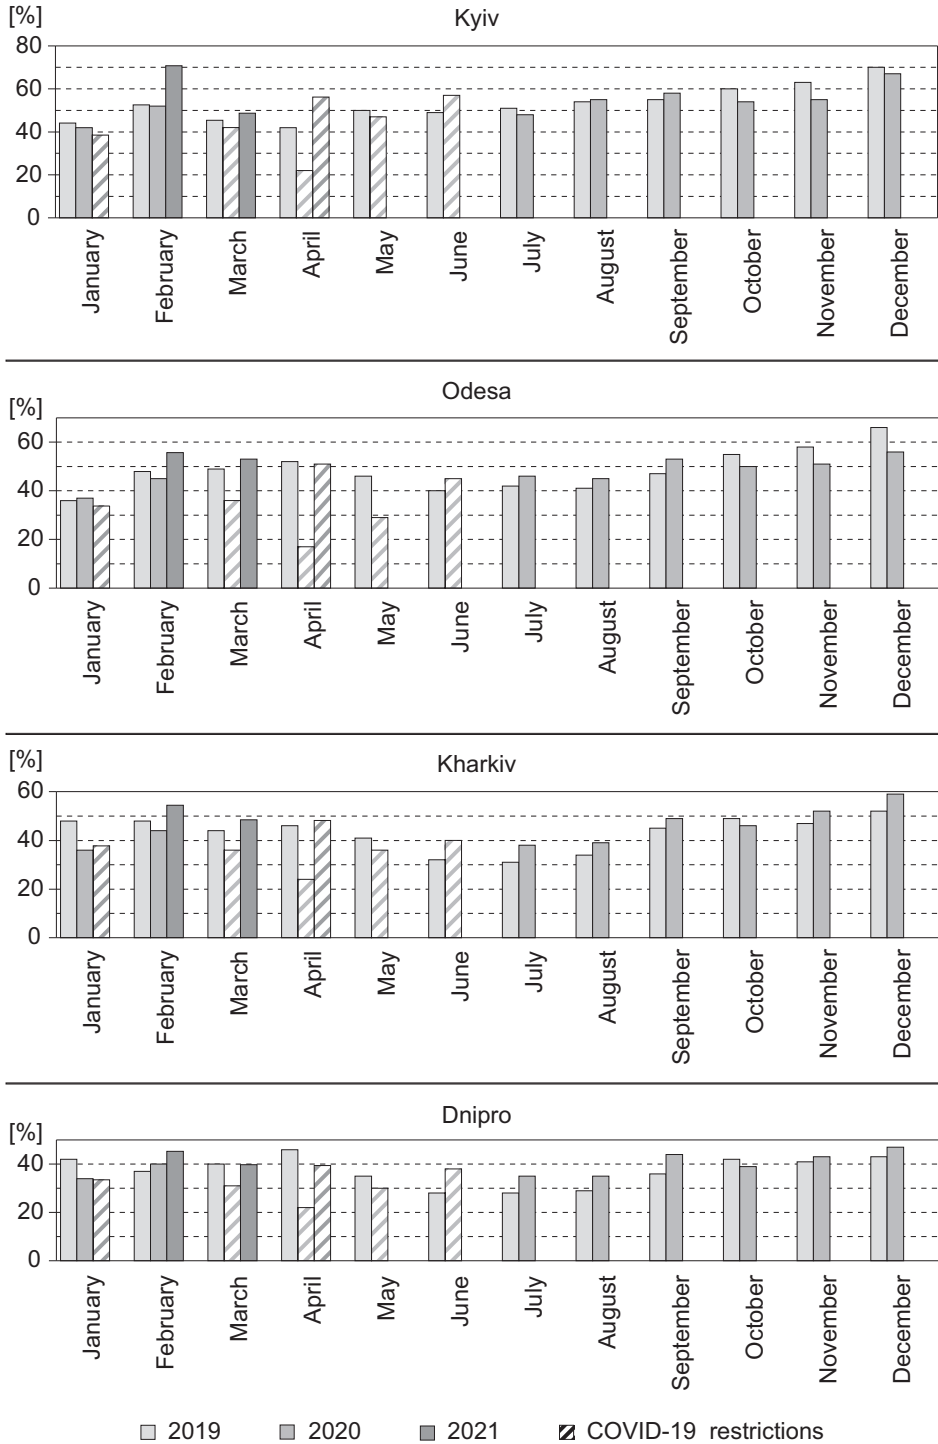 [%]
Kyiv
80
60
40
20
0
January
February
March
April
May
June
July
August
September
October
November
December
[%]
Odesa
60
40
20
0
January
February
March
April
May
June
July
August
September
October
November
December
[%]
Kharkiv
60
40
20
0
January
February
March
April
May
June
July
August
September
October
November
December
[%]
Dnipro
40
20
0
January
February
March
April
May
June
July
August
September
October
November
December
2019 2020 2021 COVID-19 restrictions